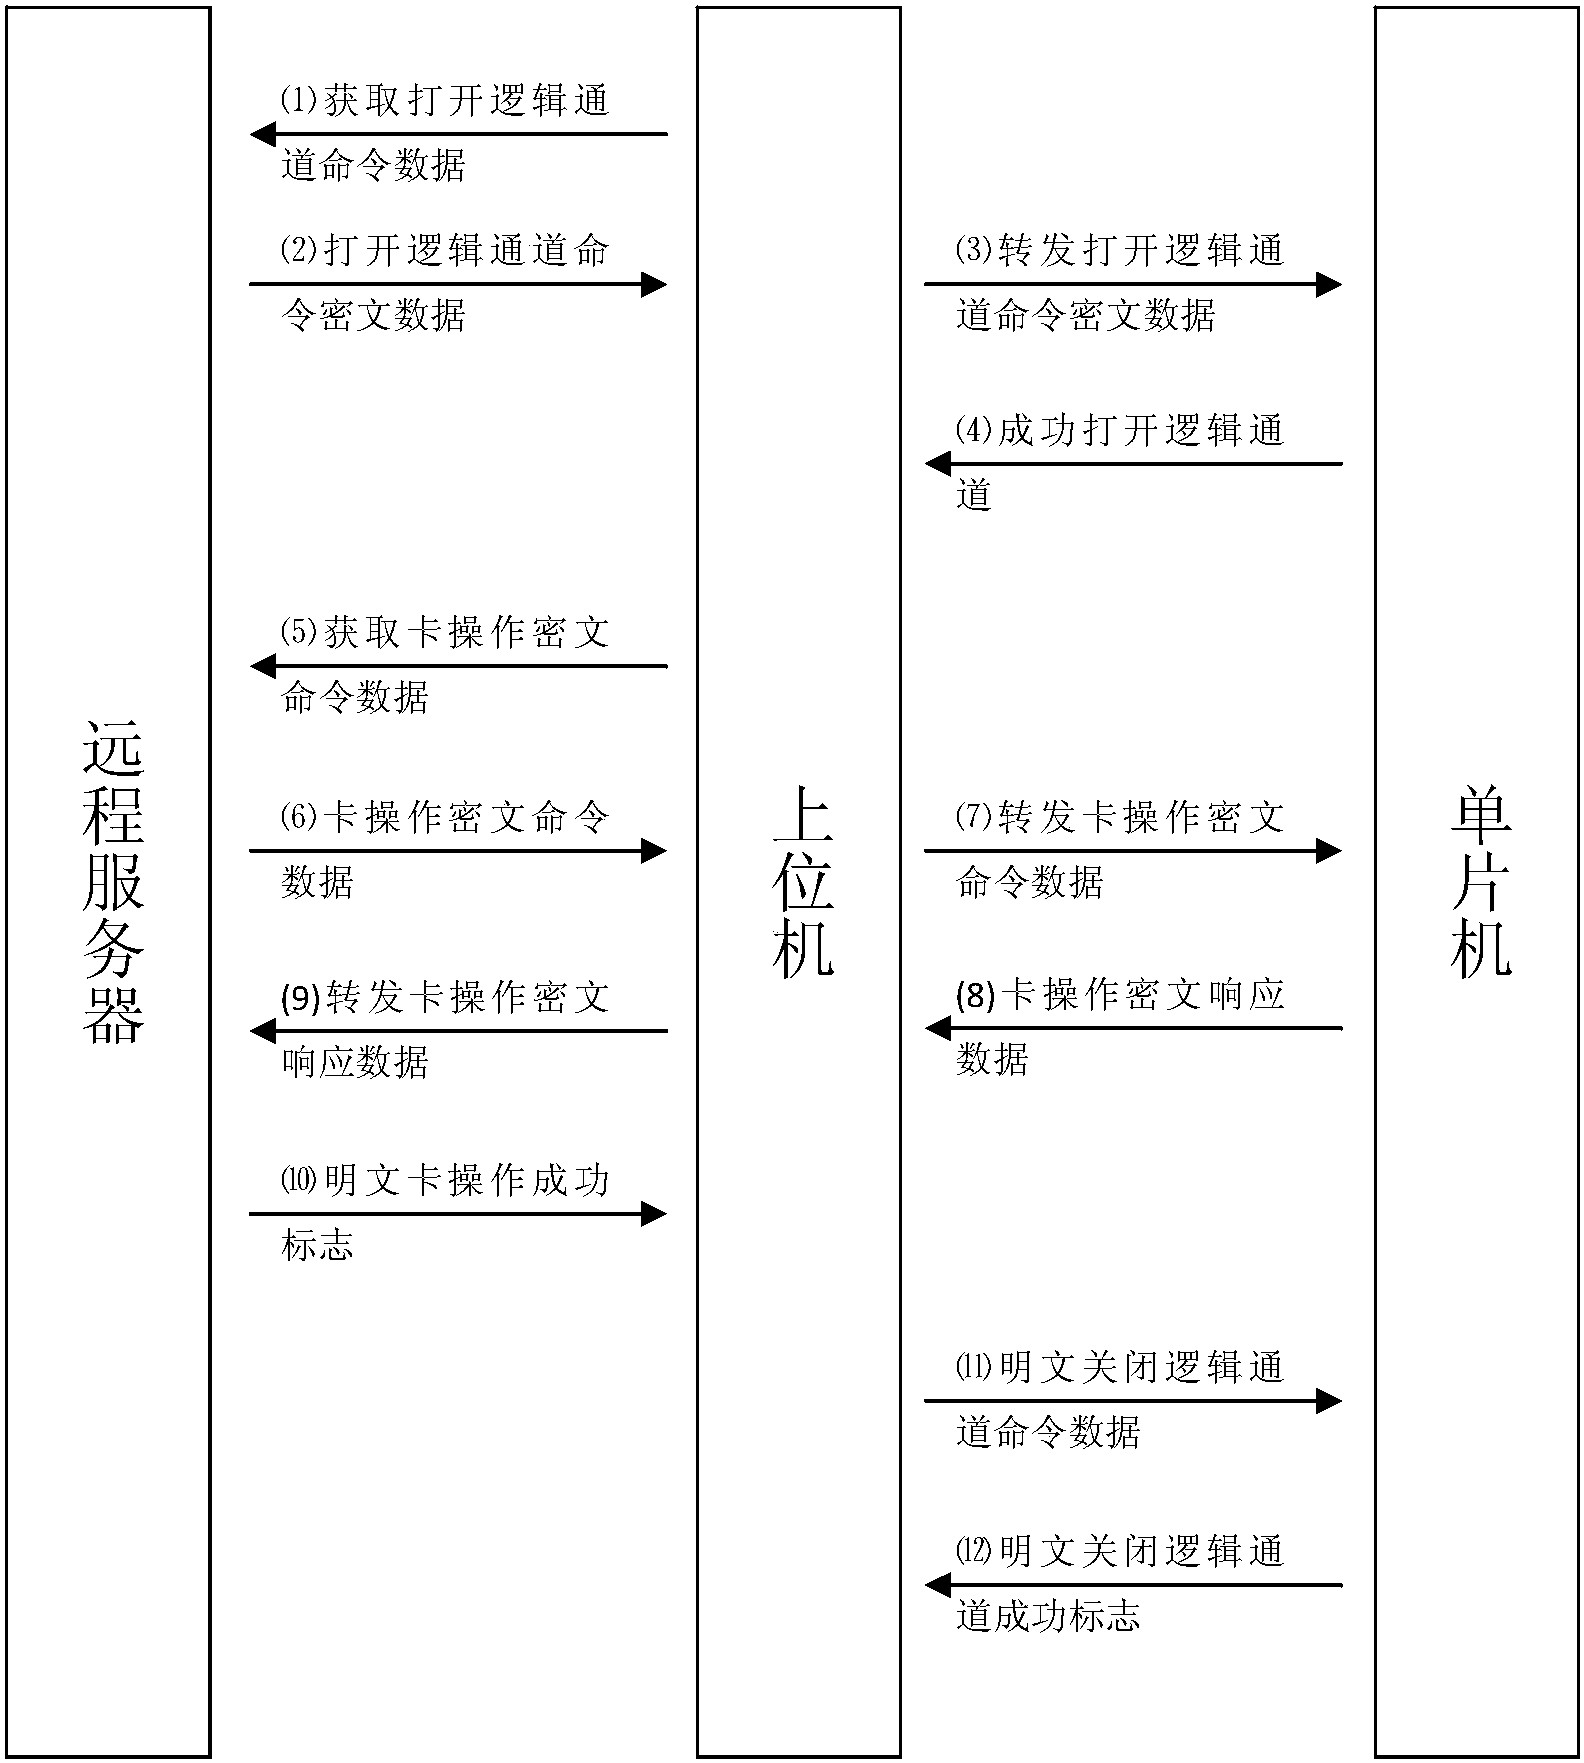 ⑴获取打开逻辑通
道命令数据
⑵打开逻辑通道命
令密文数据
⑶转发打开逻辑通
道命令密文数据
⑷成功打开逻辑通
道
⑸获取卡操作密文
命令数据
⑹卡操作密文命令
数据
⑺转发卡操作密文
命令数据
(8)卡操作密文响应
数据
(9)转发卡操作密文
响应数据
⑽明文卡操作成功
标志
⑾明文关闭逻辑通
道命令数据
⑿明文关闭逻辑通
道成功标志
远程服务器
上位机
单片机